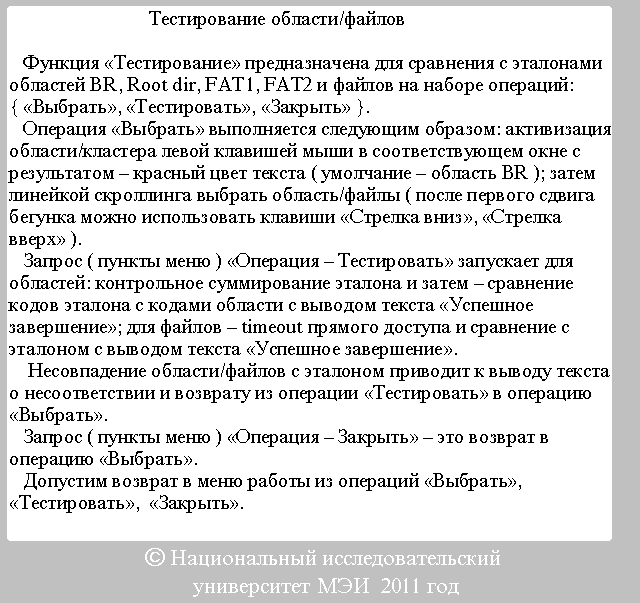 Тестирование области/файлов
Функция «Тестирование» предназначена для сравнения с эталонами
областей BR, Root dir, FAT1, FAT2 и файлов на наборе операций:
{ «Выбрать», «Тестировать», «Закрыть» }.
Операция «Выбрать» выполняется следующим образом: активизация
области/кластера левой клавишей мыши в соответствующем окне с
результатом – красный цвет текста ( умолчание – область BR ); затем
линейкой скроллинга выбрать область/файлы ( после первого сдвига
бегунка можно использовать клавиши «Стрелка вниз», «Стрелка
вверх» ).
Запрос ( пункты меню ) «Операция – Тестировать» запускает для
областей: контрольное суммирование эталона и затем – сравнение
кодов эталона с кодами области с выводом текста «Успешное
завершение»; для файлов – timeout прямого доступа и сравнение с
эталоном с выводом текста «Успешное завершение».
Несовпадение области/файлов с эталоном приводит к выводу текста
о несоответствии и возврату из операции «Тестировать» в операцию
«Выбрать».
Запрос ( пункты меню ) «Операция – Закрыть» – это возврат в
операцию «Выбрать».
Допустим возврат в меню работы из операций «Выбрать»,
«Тестировать», «Закрыть».
© Национальный исследовательский
университет МЭИ 2011 год